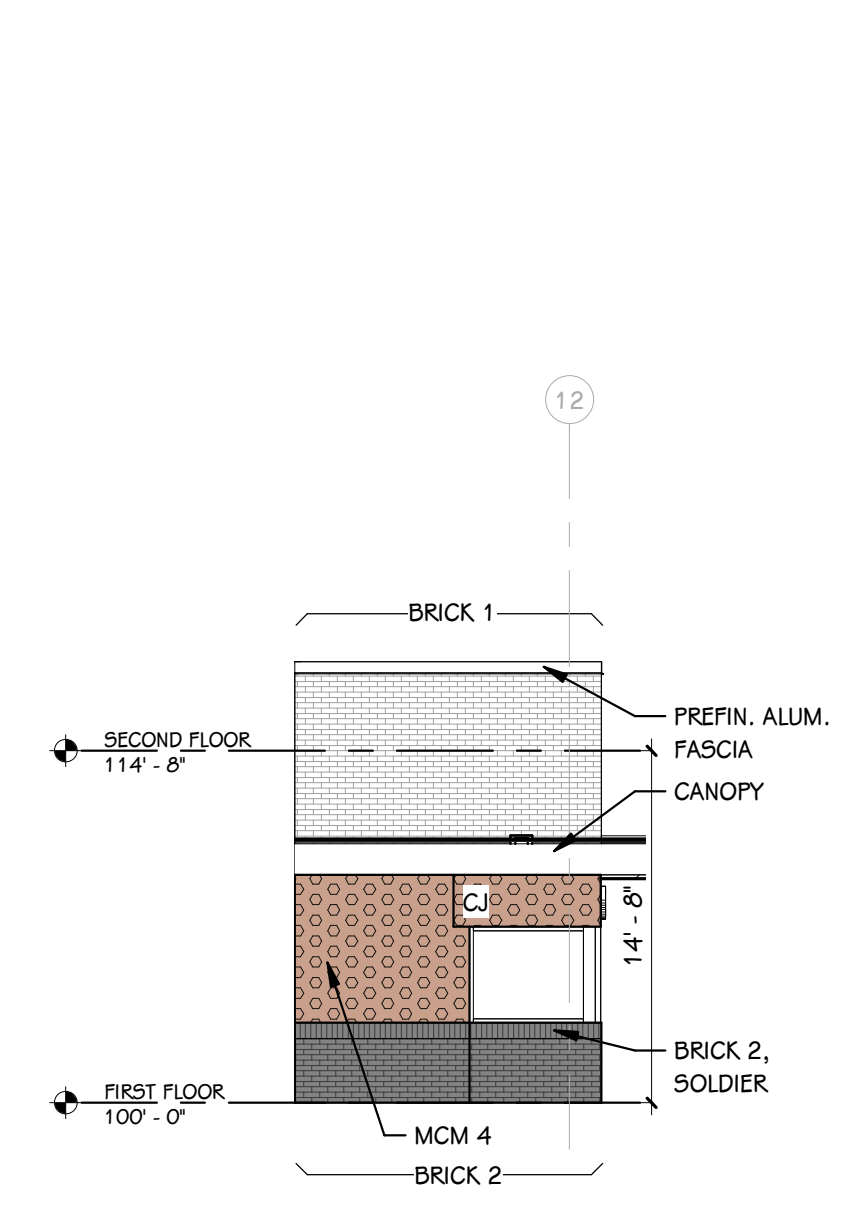 12
BRICK 1
PREFIN. ALUM.
FASCIA
SECOND FLOOR
114' - 8"
CANOPY
CJ
14' - 8"
BRICK 2,
SOLDIER
FIRST FLOOR
100' - 0"
MCM 4
BRICK 2